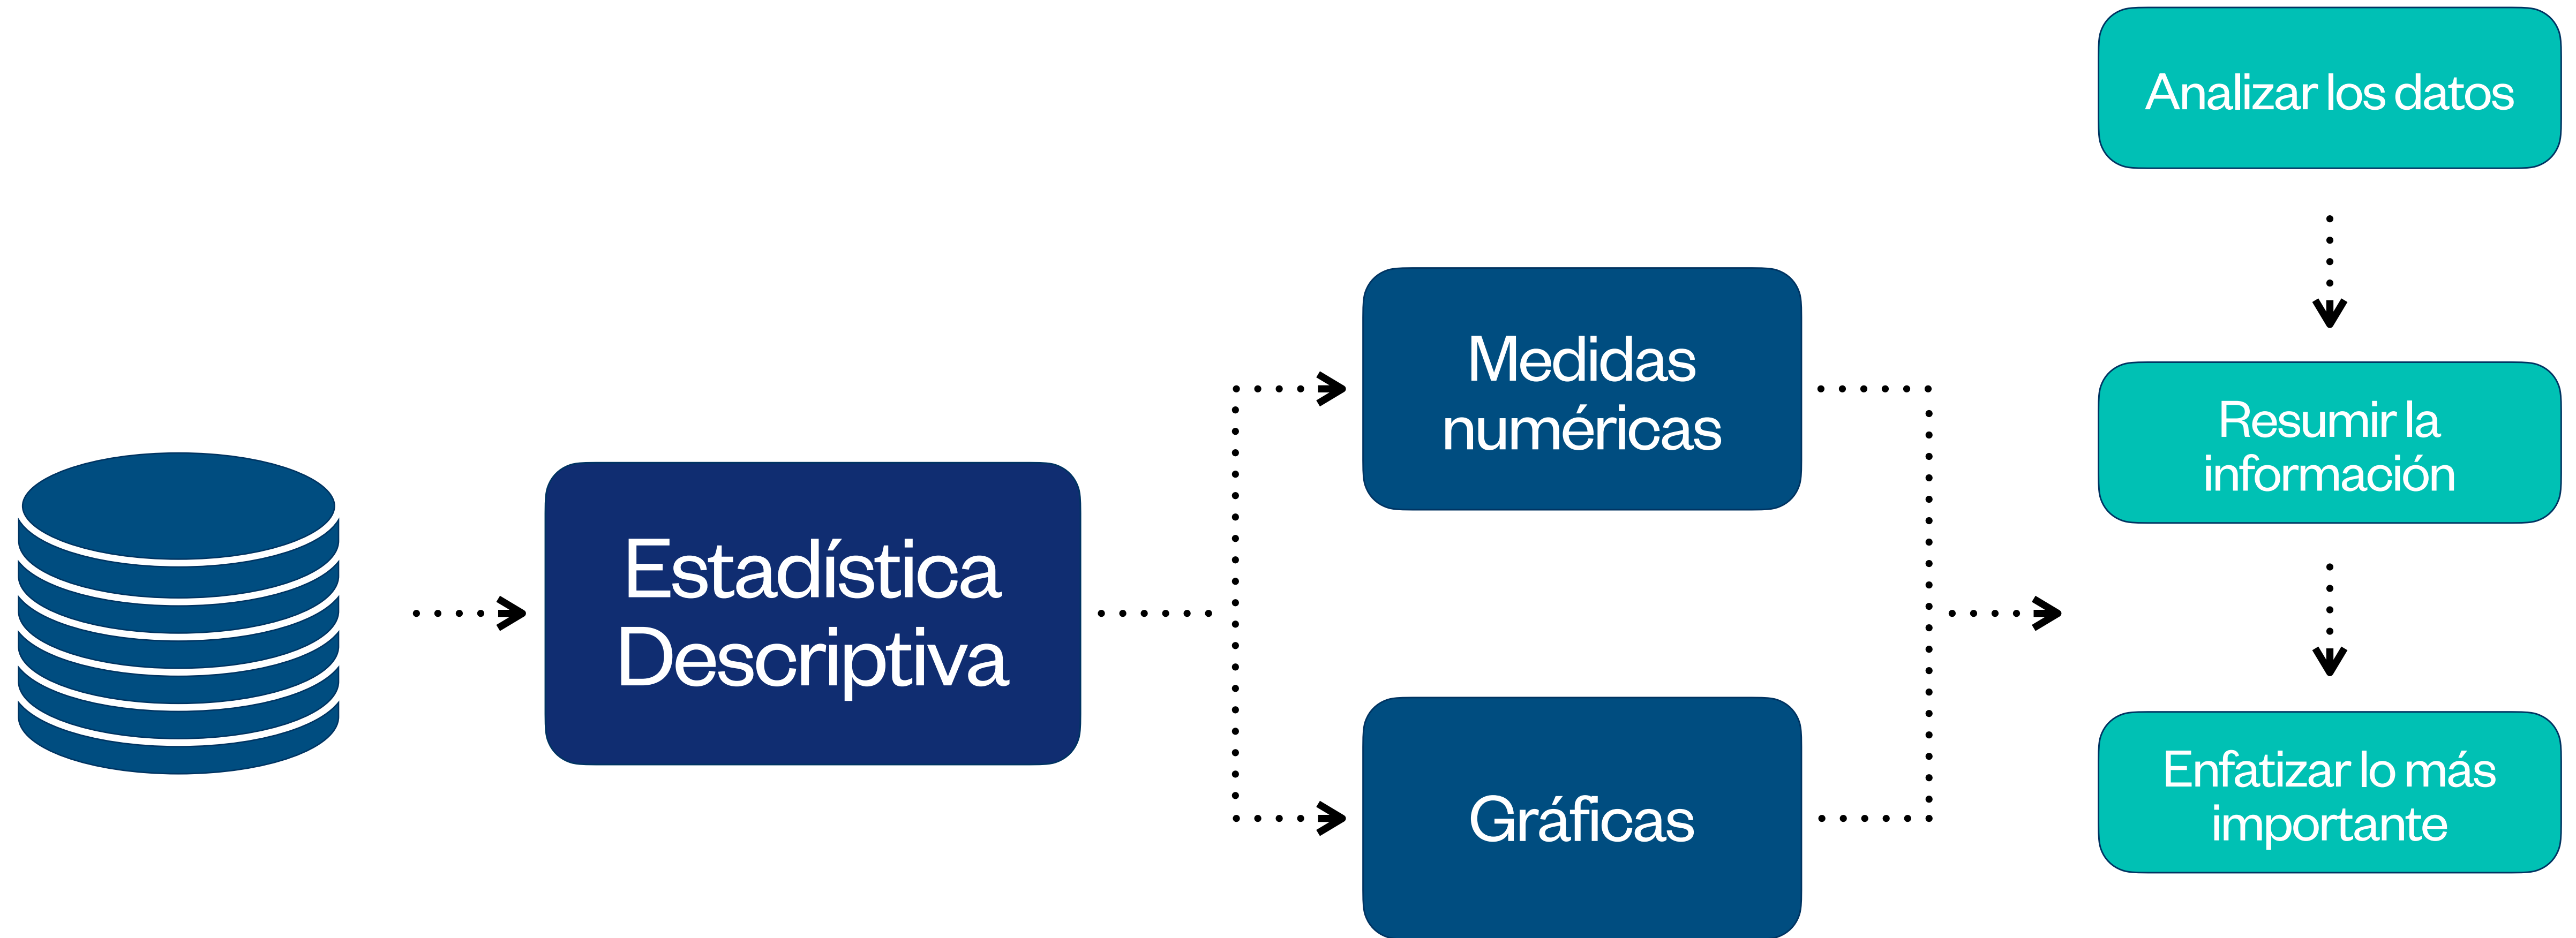 Estadística
Descriptiva
Medidas
numéricas
Gráficas
Analizar los datos
Resumir la
información
Enfatizar lo más
importante